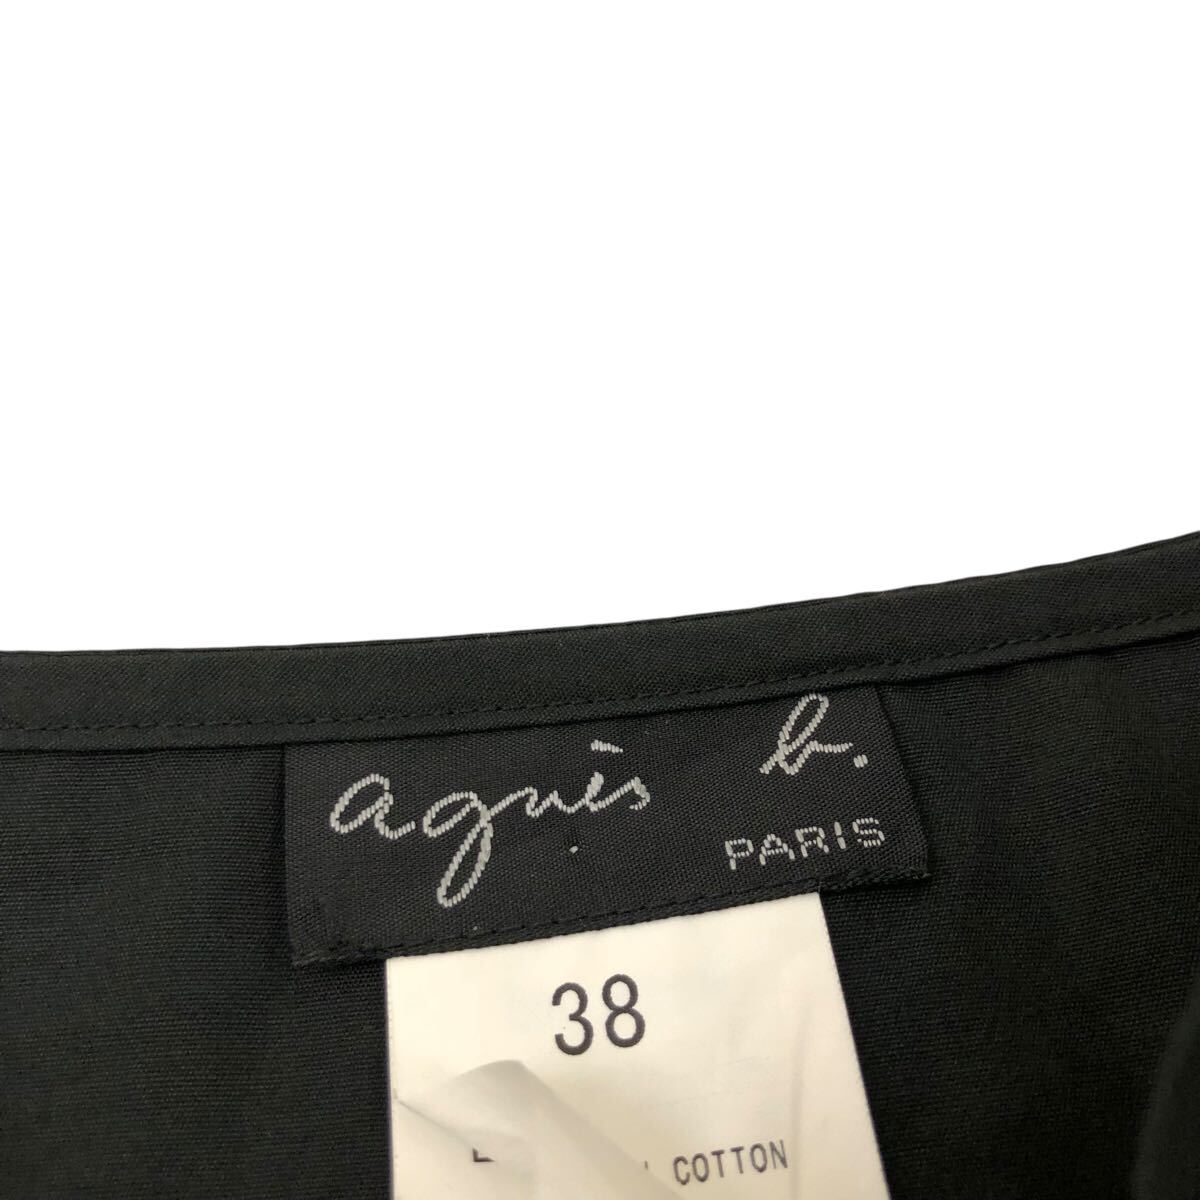 agnès b.
PARIS
38
COTTON